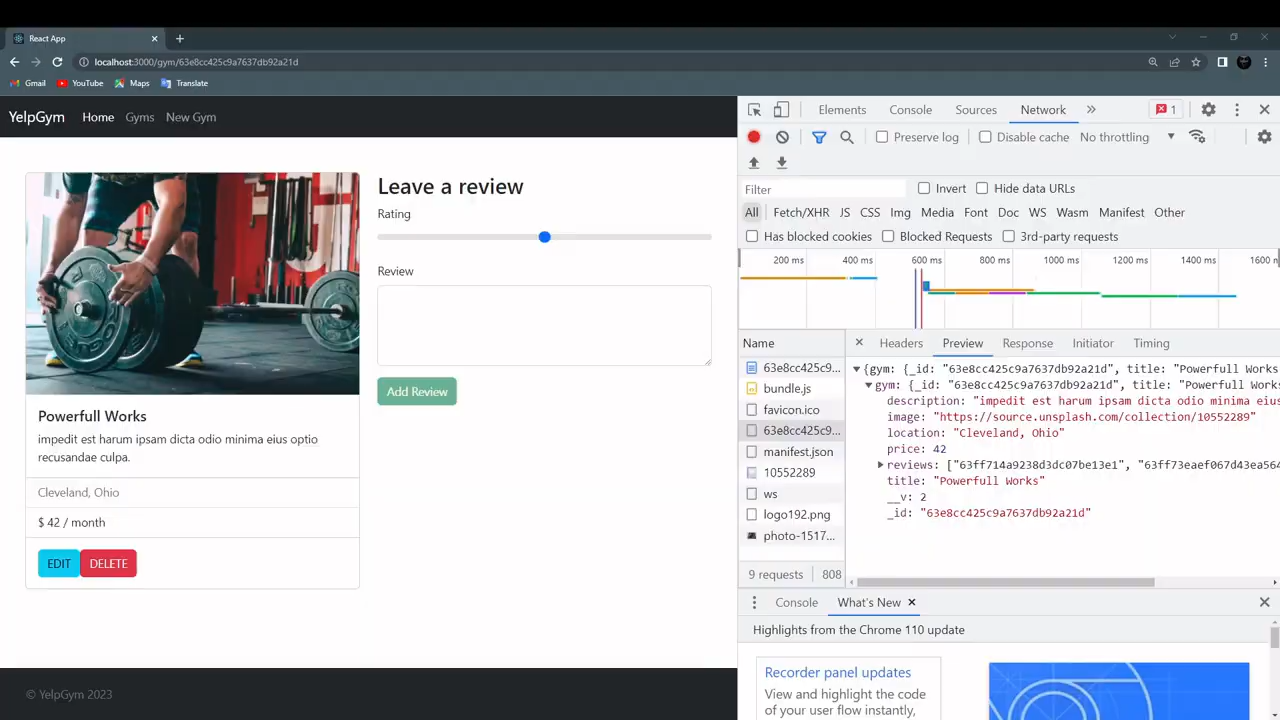 React App
localhost:3000/gym/63e8cc425c9a7637db92a21d
Gmail YouTube Maps Translate
YelpGym Home Gyms New Gym
Leave a review
Rating
Review
Add Review
Powerfull Works
impedit est harum ipsam dicta odio minima eius optio
recusandae culpa.
Cleveland, Ohio
$ 42 / month
EDIT DELETE
© YelpGym 2023
Elements Console Sources Network 1
Preserve log Disable cache No throttling
Filter Invert Hide data URLs
All Fetch/XHR JS CSS Img Media Font Doc WS Wasm Manifest Other
Has blocked cookies Blocked Requests 3rd-party requests
200 ms 400 ms 600 ms 800 ms 1000 ms 1200 ms 1400 ms 1600 n
Name Headers Preview Response Initiator Timing
63e8cc425c9...
bundle.js
favicon.ico
63e8cc425c9...
manifest.json
10552289
ws
logo192.png
photo-1517...
9 requests 808
{gym: {_id: "63e8cc425c9a7637db92a21d", title: "Powerfull Works
gym: {_id: "63e8cc425c9a7637db92a21d", title: "Powerfull Works"
description: "impedit est harum ipsam dicta odio minima eius
image: "https://source.unsplash.com/collection/10552289"
location: "Cleveland, Ohio"
price: 42
reviews: ["63ff714a9238d3dc07be13e1", "63ff73eaef067d43ea564
title: "Powerfull Works"
__v: 2
_id: "63e8cc425c9a7637db92a21d"
Console What's New
Highlights from the Chrome 110 update
Recorder panel updates
View and highlight the code
of your user flow instantly,